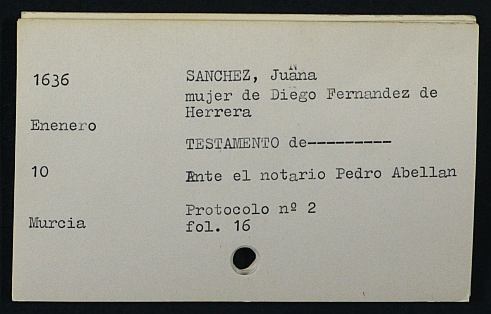 1636
SANCHEZ, Juana
mujer de Diego Fernandez de
Herrera
Enenero
TESTAMENTO de---------
10
Ante el notario Pedro Abellan
Protocolo nº 2
Murcia
fol. 16